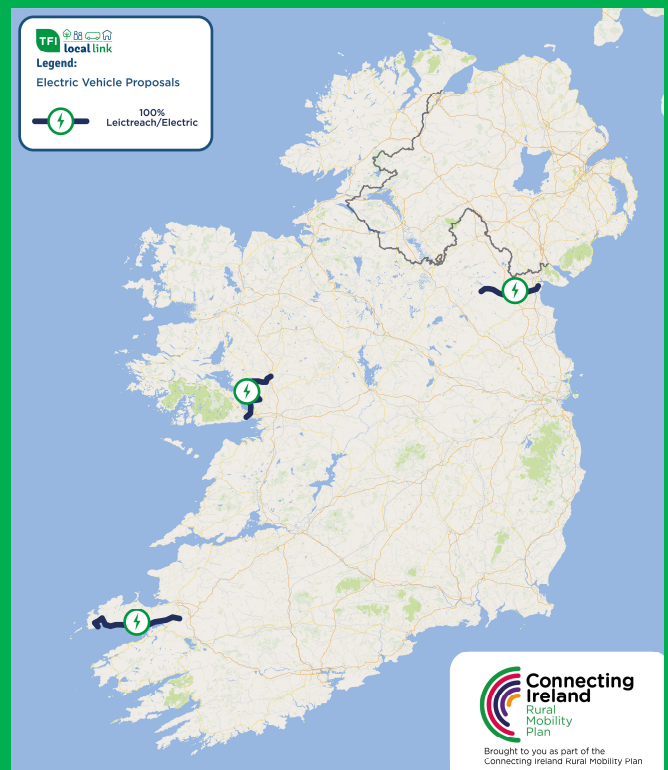 TFI
local link
Legend:
Electric Vehicle Proposals
100%
Leictreach/Electric
Connecting
Ireland
Rural
Mobility
Plan
Brought to you as part of the
Connecting Ireland Rural Mobility Plan